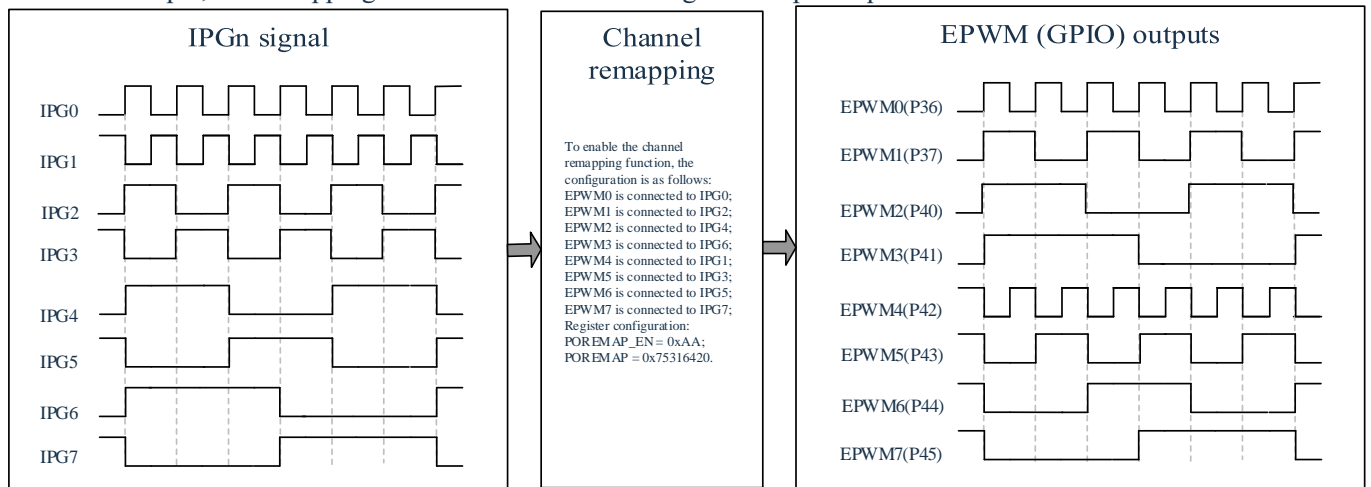 IPGn signal
IPG0
IPG1
IPG2
IPG3
IPG4
IPG5
IPG6
IPG7
Channel
remapping
To enable the channel
remapping function, the
configuration is as follows:
EPWM0 is connected to IPG0;
EPWM1 is connected to IPG2;
EPWM2 is connected to IPG4;
EPWM3 is connected to IPG6;
EPWM4 is connected to IPG1;
EPWM5 is connected to IPG3;
EPWM6 is connected to IPG5;
EPWM7 is connected to IPG7;
Register configuration:
POREMAP_EN = 0xAA;
POREMAP = 0x75316420.
EPWM (GPIO) outputs
EPWM0(P36)
EPWM1(P37)
EPWM2(P40)
EPWM3(P41)
EPWM4(P42)
EPWM5(P43)
EPWM6(P44)
EPWM7(P45)